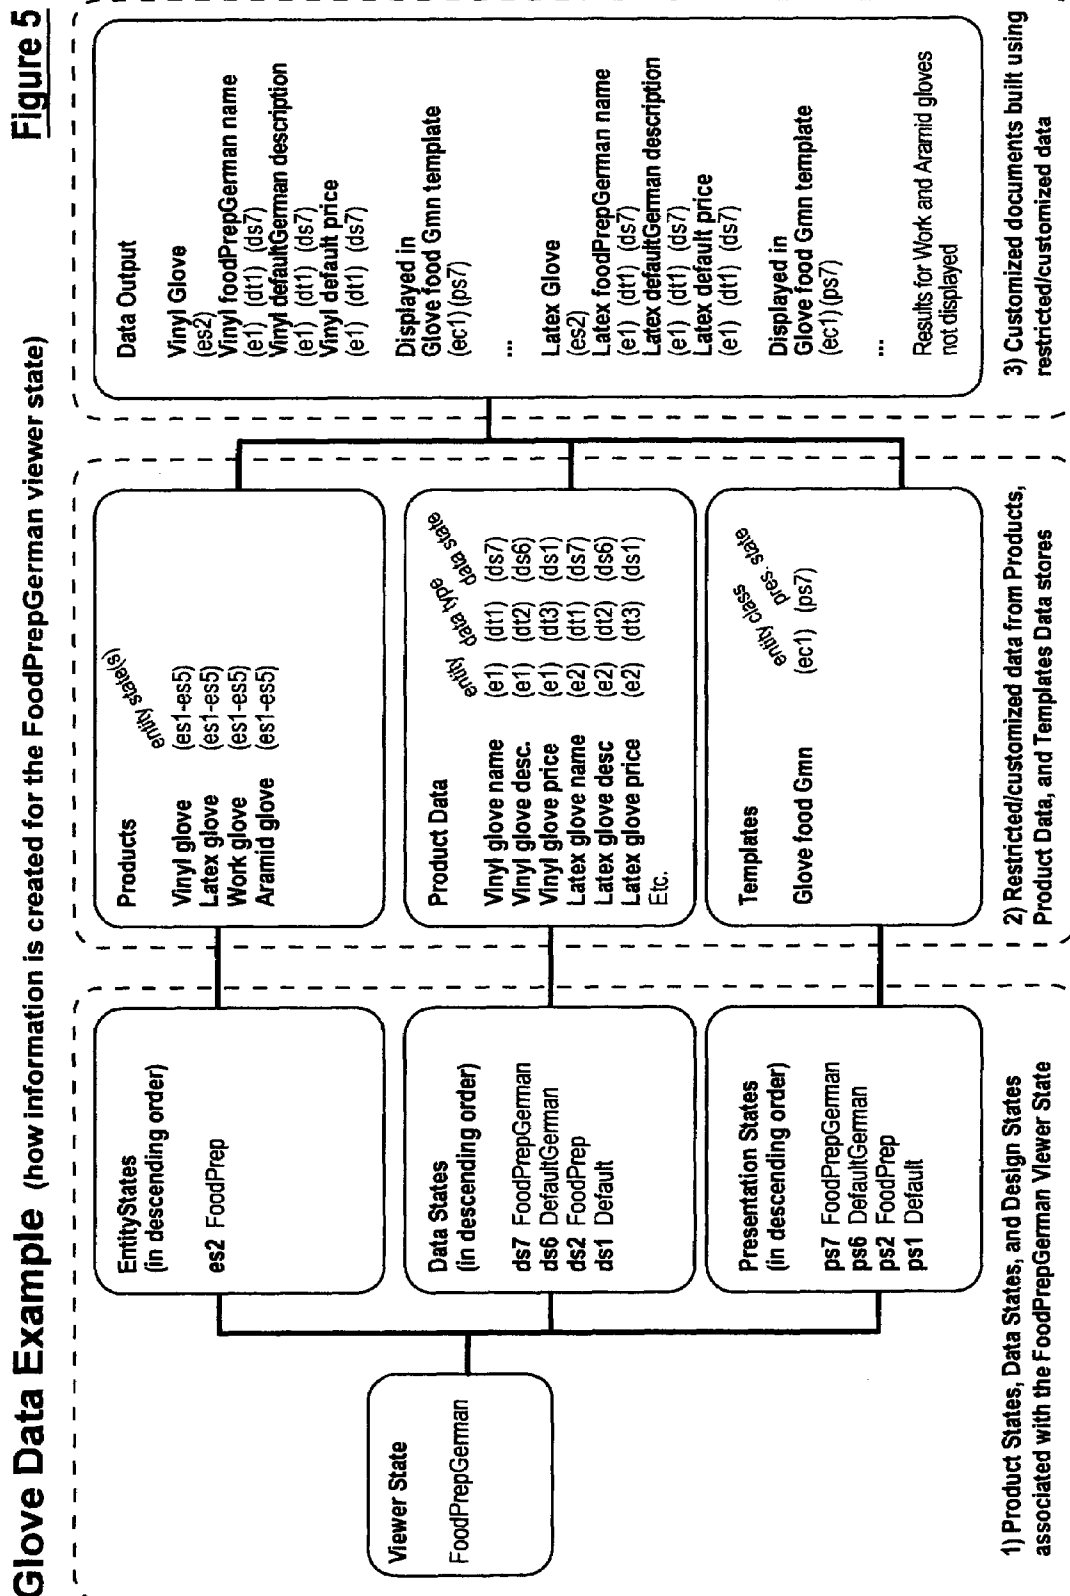 Glove Data Example (how information is created for the FoodPrepGerman viewer state)
Figure 5
Viewer State
FoodPrepGerman
EntityStates
(in descending order)
es2 FoodPrep
Data States
(in descending order)
ds7 FoodPrepGerman
ds6 DefaultGerman
ds2 FoodPrep
ds1 Default
Presentation States
(in descending order)
ps7 FoodPrepGerman
ps6 DefaultGerman
ps2 FoodPrep
ps1 Default
1) Product States, Data States, and Design States
associated with the FoodPrepGerman Viewer State
Products
entity state(s)
Vinyl glove (es1-es5)
Latex glove (es1-es5)
Work glove (es1-es5)
Aramid glove (es1-es5)
Product Data
entity data type data state
Vinyl glove name (e1) (dt1) (ds7)
Vinyl glove desc. (e1) (dt2) (ds6)
Vinyl glove price (e1) (dt3) (ds1)
Latex glove name (e2) (dt1) (ds7)
Latex glove desc (e2) (dt2) (ds6)
Latex glove price (e2) (dt3) (ds1)
Etc.
Templates
entity class pres. state
Glove food Gmn (ec1) (ps7)
2) Restricted/customized data from Products,
Product Data, and Templates Data stores
Data Output
Vinyl Glove
(es2)
Vinyl foodPrepGerman name
(e1) (dt1) (ds7)
Vinyl defaultGerman description
(e1) (dt1) (ds7)
Vinyl default price
(e1) (dt1) (ds7)
Displayed in
Glove food Gmn template
(ec1) (ps7)
...
Latex Glove
(es2)
Latex foodPrepGerman name
(e1) (dt1) (ds7)
Latex defaultGerman description
(e1) (dt1) (ds7)
Latex default price
(e1) (dt1) (ds7)
Displayed in
Glove food Gmn template
(ec1)(ps7)
...
Results for Work and Aramid gloves
not displayed
3) Customized documents built using
restricted/customized data